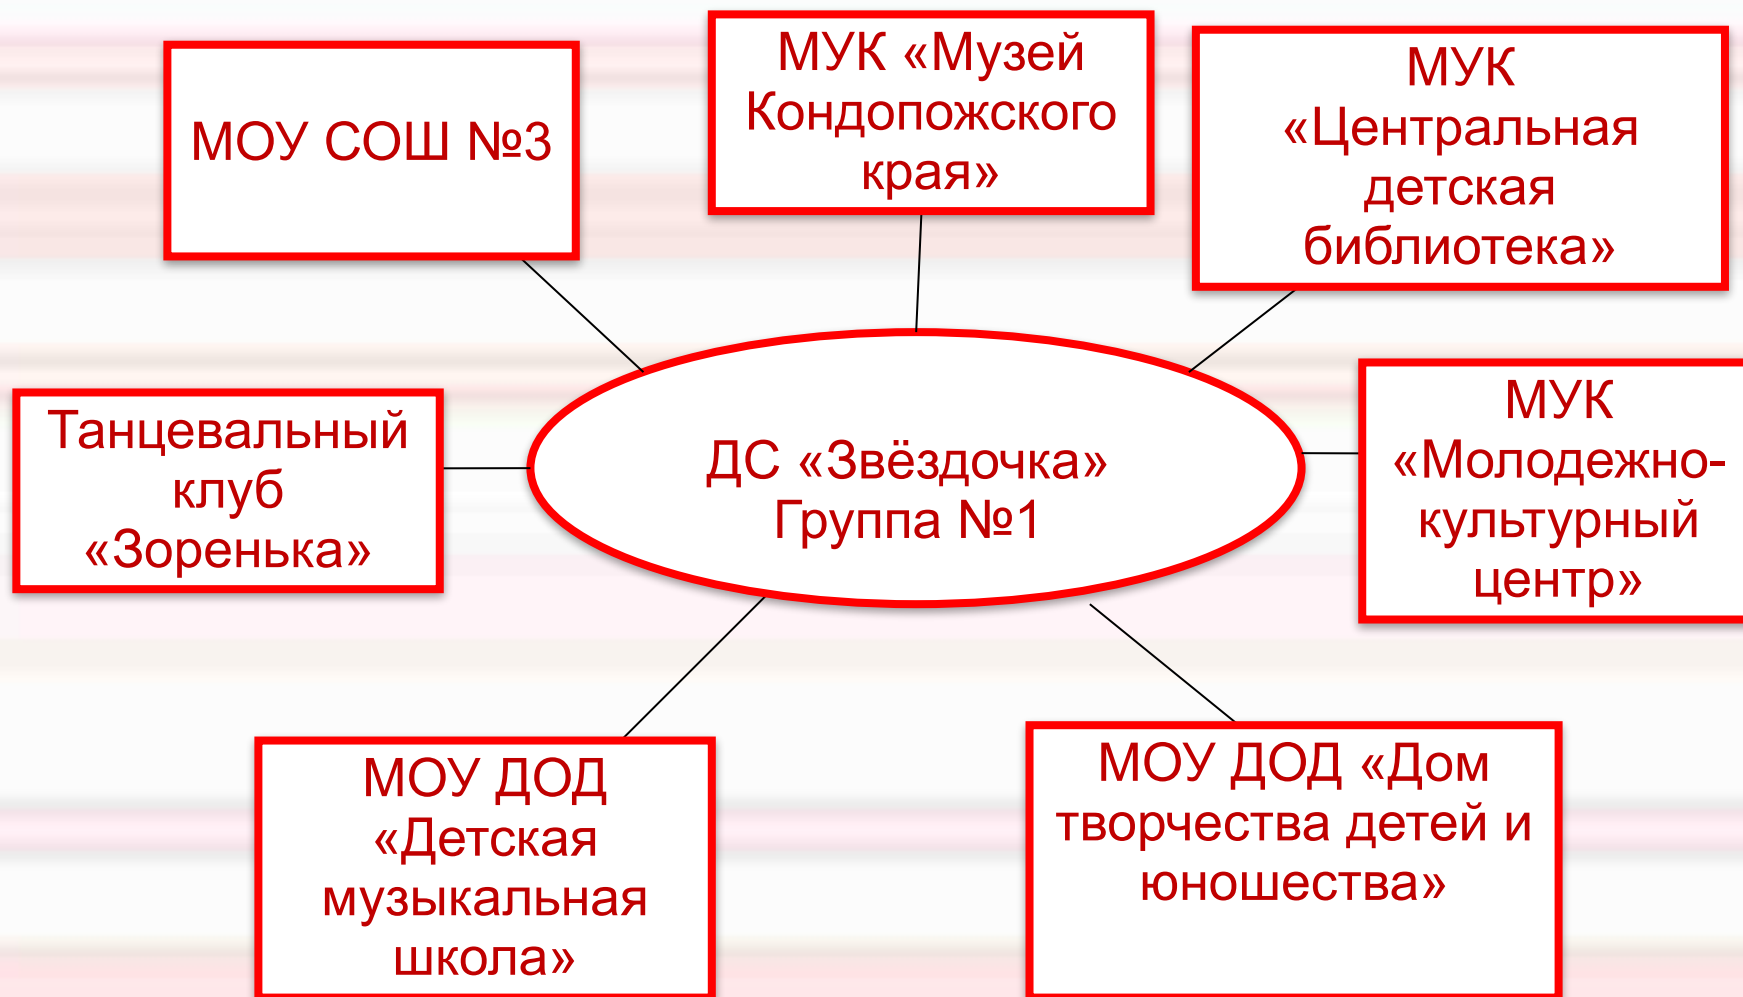 МОУ СОШ №3
МУК «Музей
Кондопожского
края»
МУК
«Центральная
детская
библиотека»
Танцевальный
клуб
«Зоренька»
ДС «Звёздочка»
Группа №1
МУК
«Молодежно-
культурный
центр»
МОУ ДОД
«Детская
музыкальная
школа»
МОУ ДОД «Дом
творчества детей и
юношества»